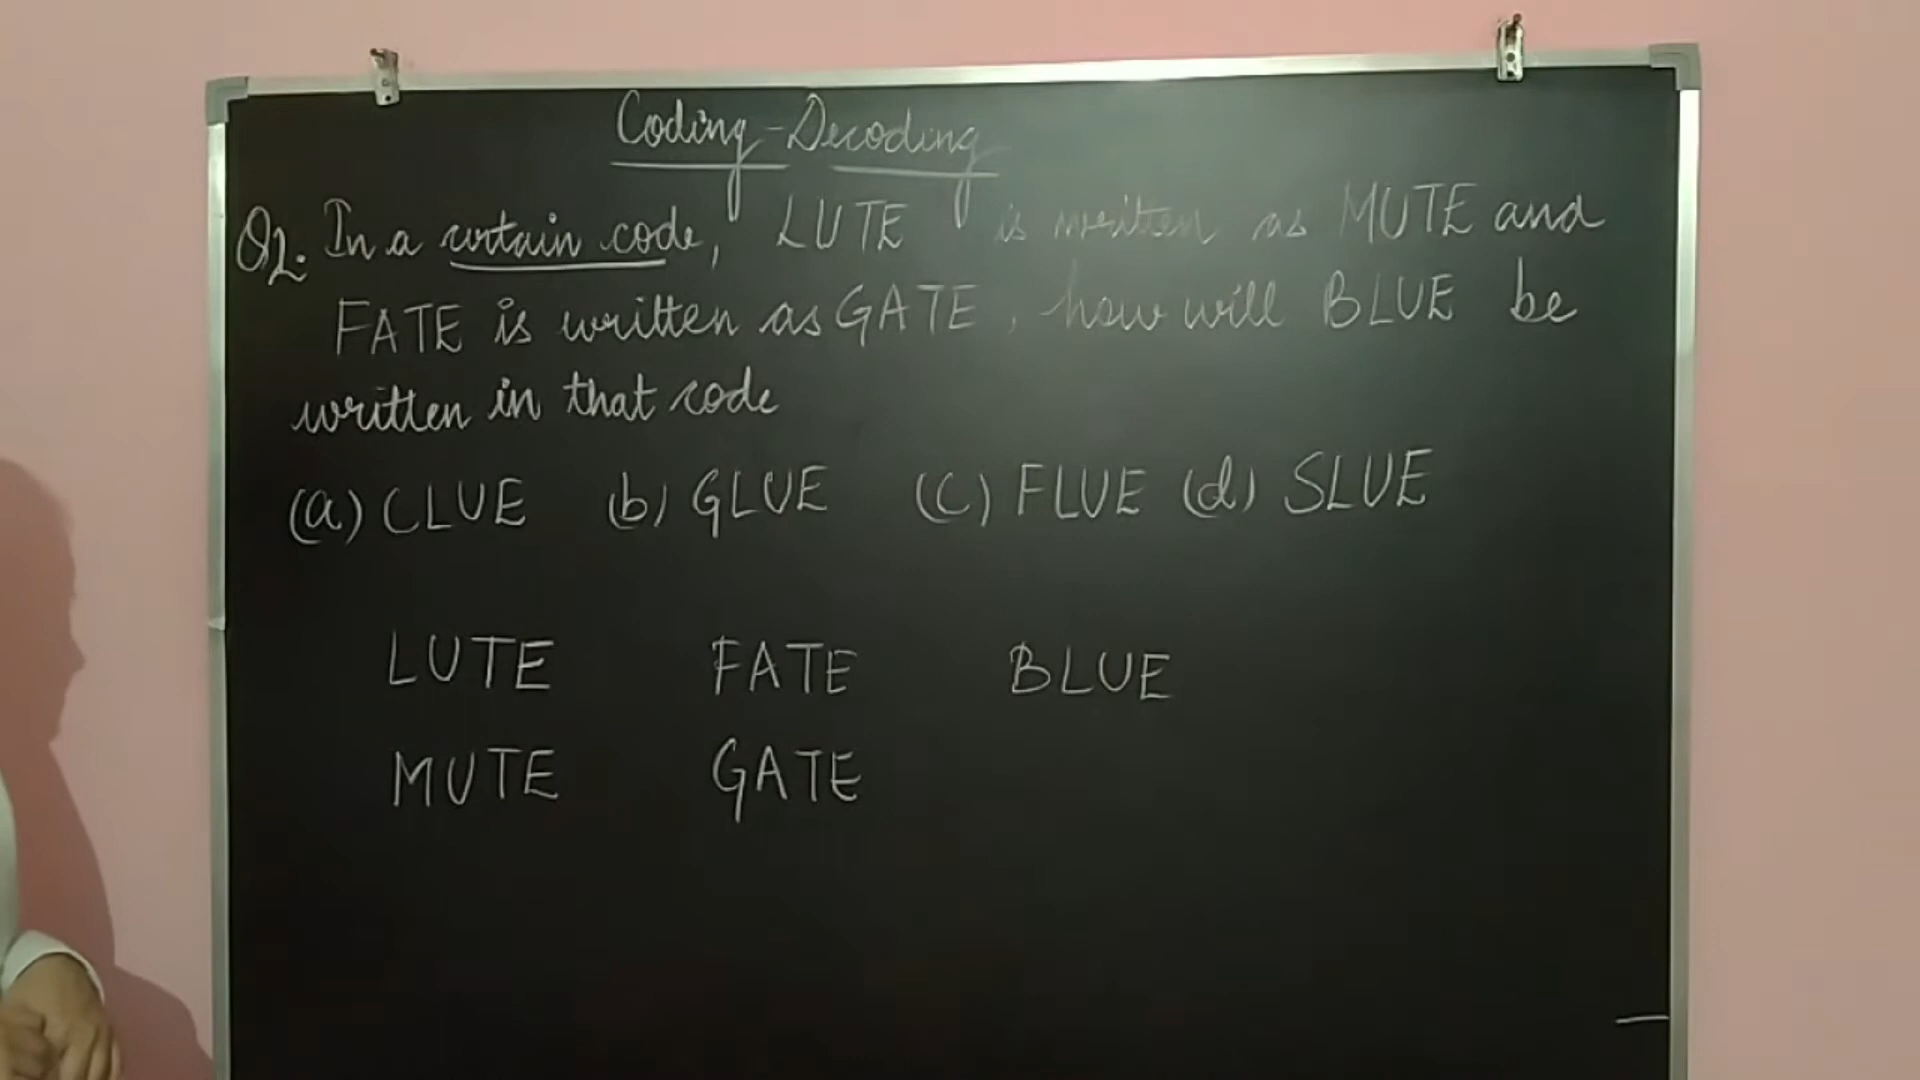 Coding-Decoding
Q2. In a certain code, LUTE is written as MUTE and
FATE is written as GATE, how will BLUE be
written in that code
(a) CLUE (b) GLUE (c) FLUE (d) SLUE
LUTE FATE BLUE
MUTE GATE